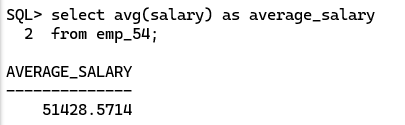 SQL> select avg(salary) as average_salary
  2  from emp_54;
AVERAGE_SALARY
--------------
    51428.5714